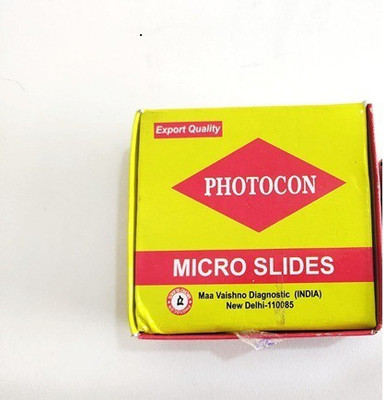 Export Quality
PHOTOCON
MICRO SLIDES
Maa Vaishno Diagnostic (INDIA)
New Delhi-110085